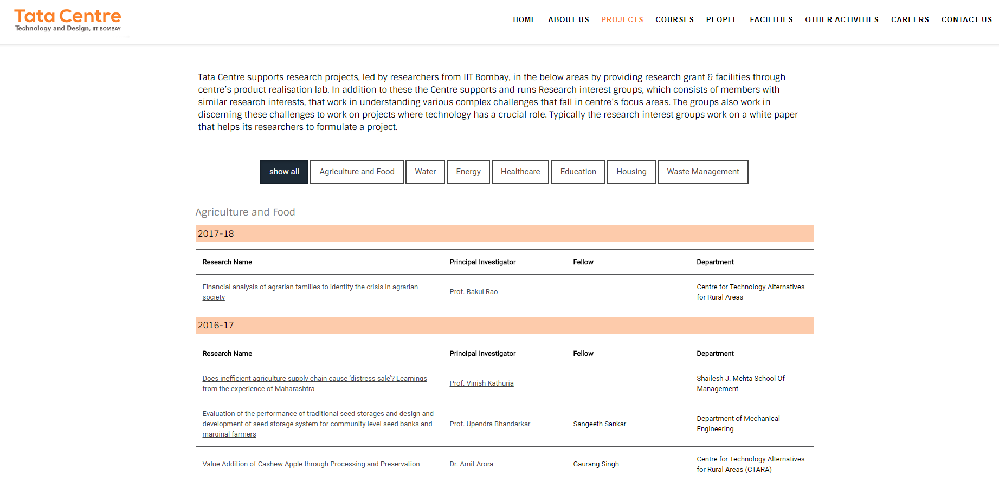 Tata Centre
Technology and Design, IIT BOMBAY
HOME ABOUT US PROJECTS COURSES PEOPLE FACILITIES OTHER ACTIVITIES CAREERS CONTACT US
Tata Centre supports research projects, led by researchers from IIT Bombay, in the below areas by providing research grant & facilities through
centre's product realisation lab. In addition to these the Centre supports and runs Research interest groups, which consists of members with
similar research interests, that work in understanding various complex challenges that fall in centre's focus areas. The groups also work in
discerning these challenges to work on projects where technology has a crucial role. Typically the research interest groups work on a white paper
that helps its researchers to formulate a project.
show all Agriculture and Food Water Energy Healthcare Education Housing Waste Management
Agriculture and Food
2017-18
Research Name Principal Investigator Fellow Department
Financial analysis of agrarian families to identify the crisis in agrarian
society
Prof. Bakul Rao
Centre for Technology Alternatives
for Rural Areas
2016-17
Research Name Principal Investigator Fellow Department
Does inefficient agriculture supply chain cause ‘distress sale’? Learnings
from the experience of Maharashtra
Prof. Vinish Kathuria
Shailesh J. Mehta School Of
Management
Evaluation of the performance of traditional seed storages and design and
development of seed storage system for community level seed banks and
marginal farmers
Prof. Upendra Bhandarkar
Sangeeth Sankar
Department of Mechanical
Engineering
Value Addition of Cashew Apple through Processing and Preservation
Dr. Amit Arora
Gaurang Singh
Centre for Technology Alternatives
for Rural Areas (CTARA)